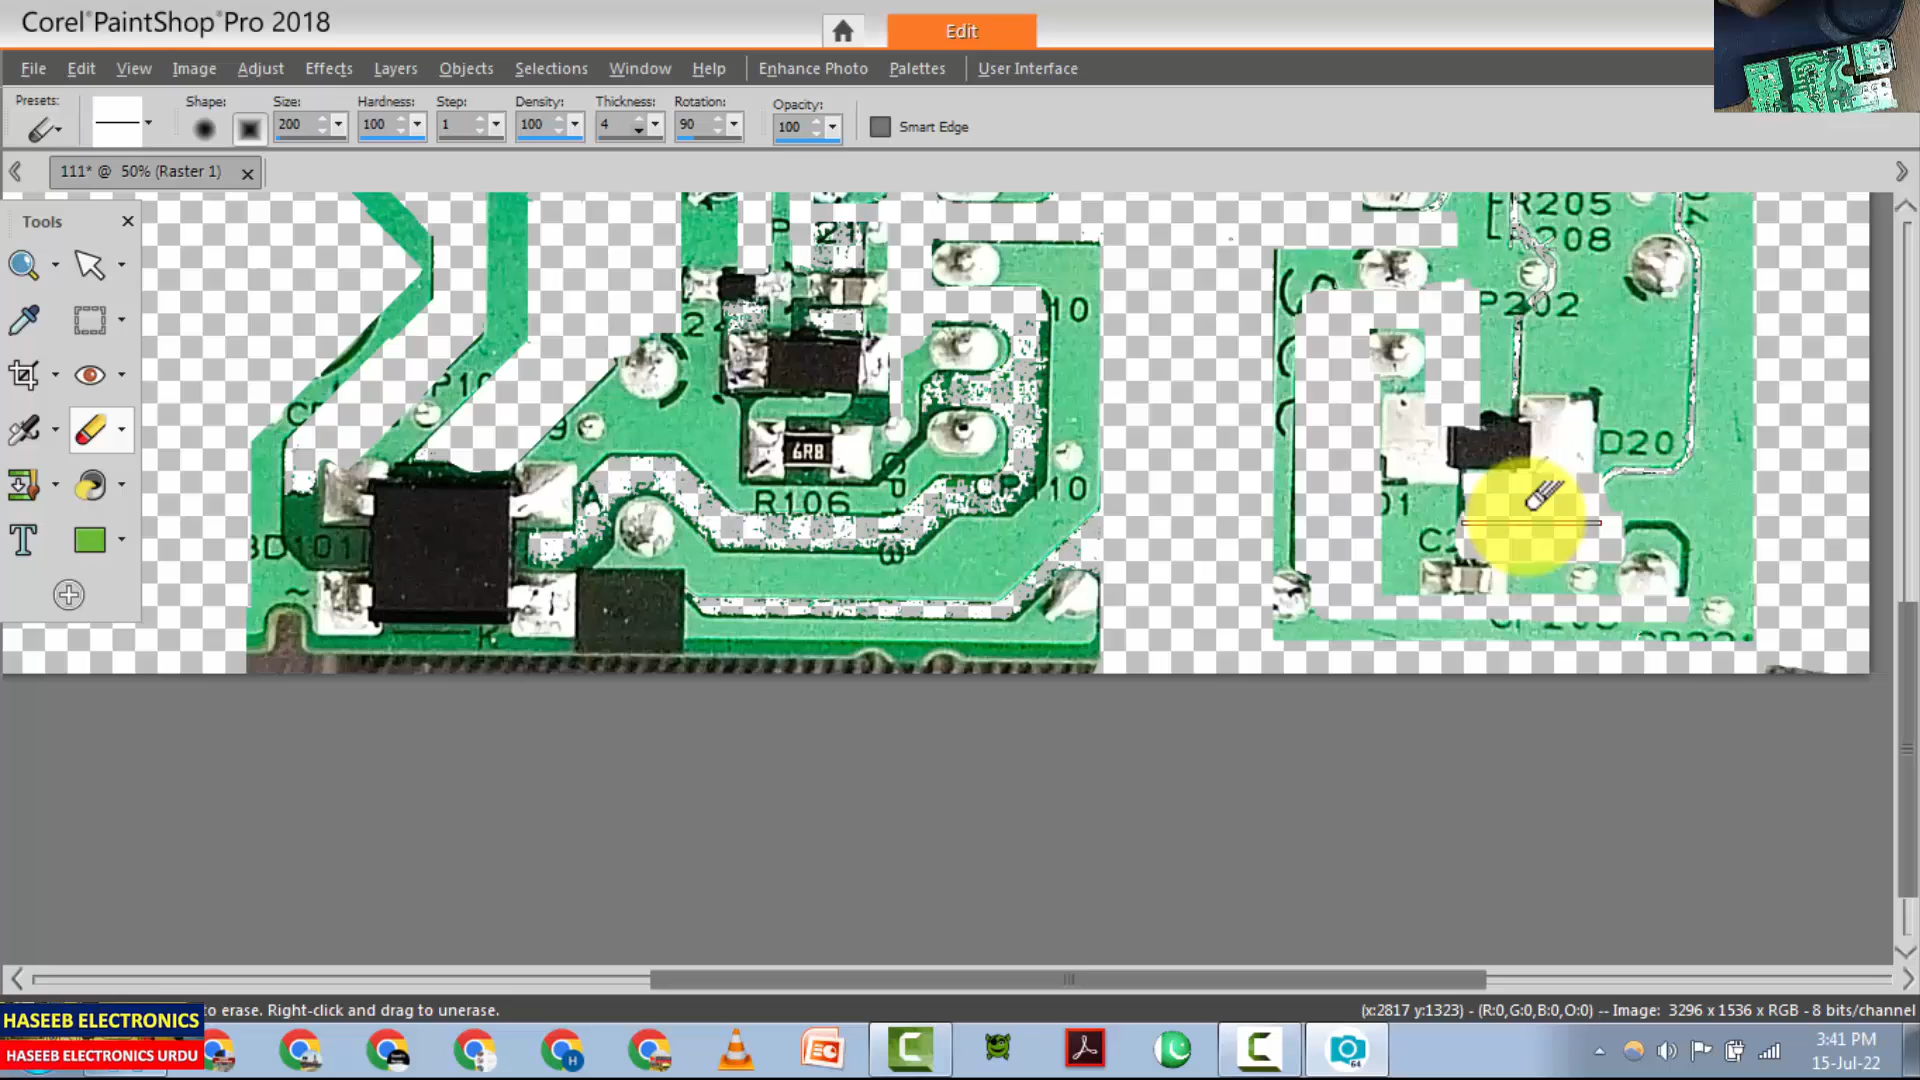 Corel PaintShop Pro 2018
Edit
File Edit View Image Adjust Effects Layers Objects Selections Window Help Enhance Photo Palettes User Interface
Presets: Shape: Size: Hardness: Step: Density: Thickness: Rotation: Opacity:
200 100 1 100 4 90 100 Smart Edge
111* @ 50% (Raster 1)
Tools
R205
208
P202
10
D20
6RB
R106
10
BD101
to erase. Right-click and drag to unerase.
(x:2817 y:1323) - (R:0,G:0,B:0,O:0) -- Image: 3296 x 1536 x RGB - 8 bits/channel
HASEEB ELECTRONICS
HASEEB ELECTRONICS URDU
64
3:41 PM
15-Jul-22